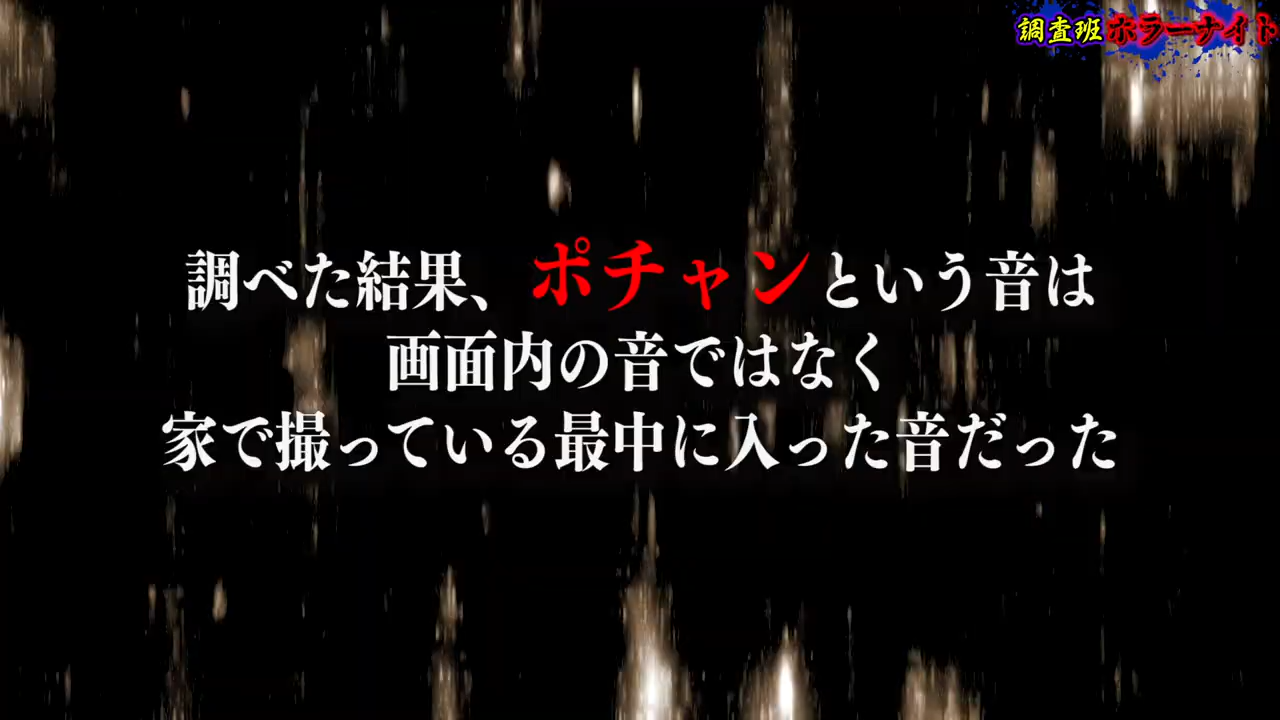 調査班ホラーナイト
調べた結果、ポチャンという音は
画面内の音ではなく
家で撮っている最中に入った音だった